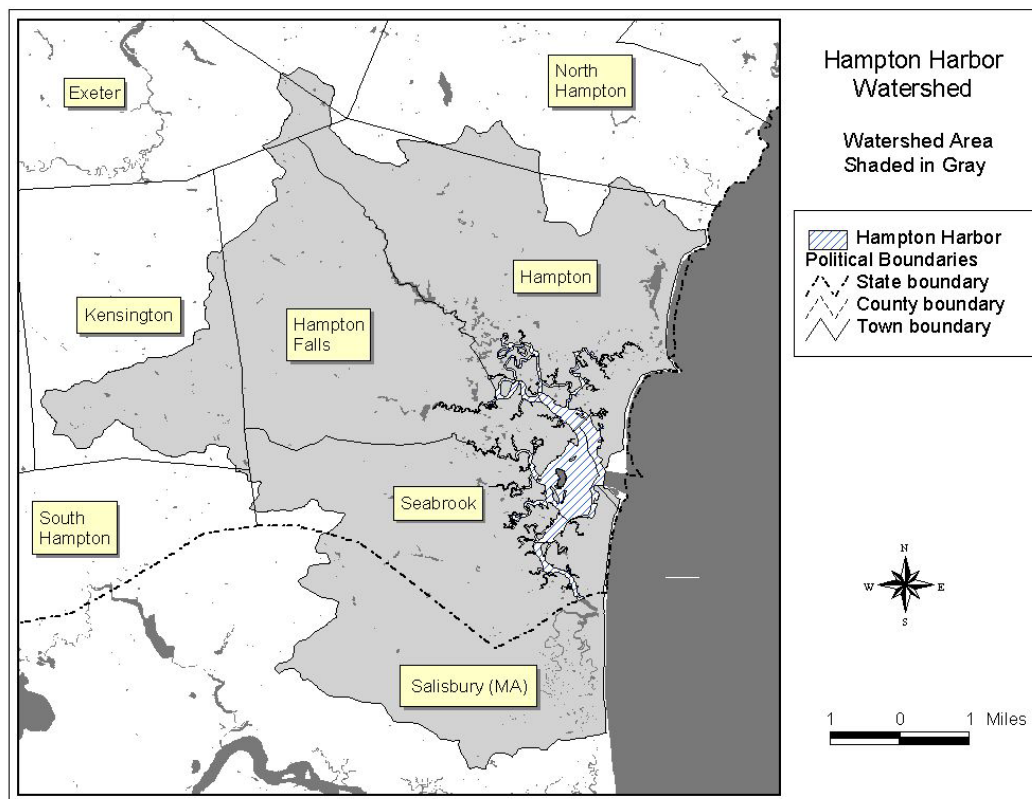 Hampton Harbor
Watershed
Watershed Area
Shaded in Gray
Hampton Harbor
Political Boundaries
State boundary
County boundary
Town boundary
Exeter
North
Hampton
Hampton
Kensington
Hampton
Falls
Seabrook
South
Hampton
Salisbury (MA)
N
W E
S
1 0 1 Miles